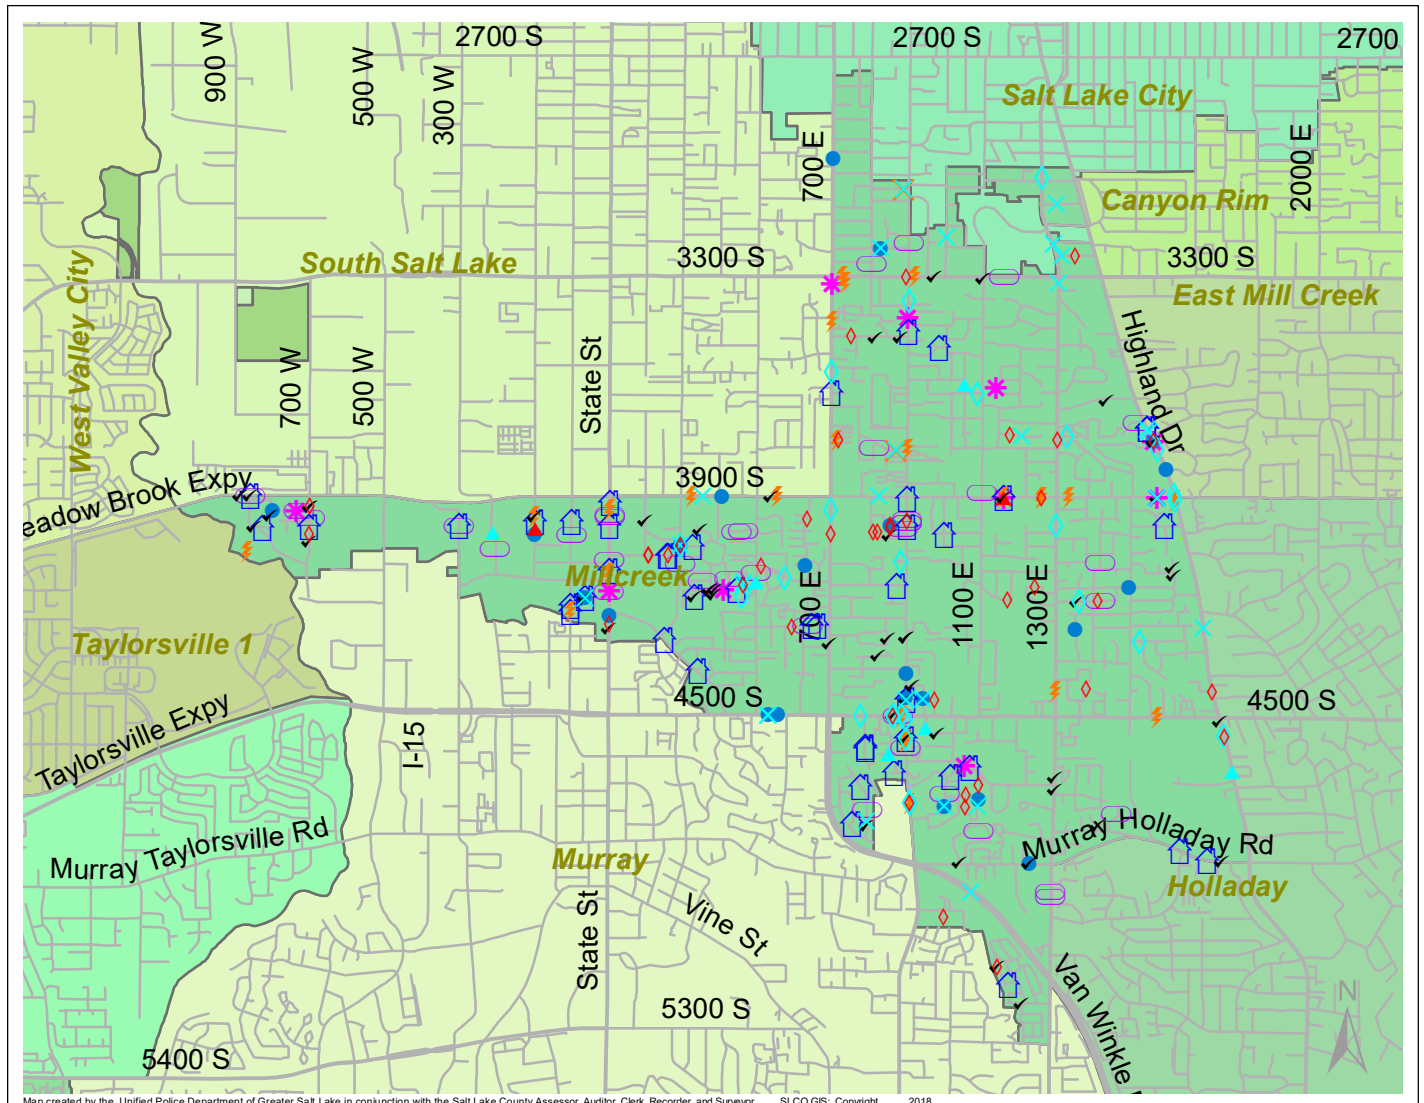 2700 S
2700 S
2700
900 W
500 W
300 W
Salt Lake City
700 E
2000 E
Canyon Rim
South Salt Lake
3300 S
3300 S
West Valley City
East Mill Creek
Highland Dr
700 W
500 W
State St
3900 S
eadow Brook Expy
Millcreek
700 E
1100 E
1300 E
Taylorsville 1
4500 S
4500 S
Taylorsville Expy
I-15
Murray Taylorsville Rd
Murray Holladay Rd
Murray
Holladay
State St
Vine St
Van Winkle
N
5300 S
5400 S
Map created by the Unified Police Department of Greater Salt Lake in conjunction with the Salt Lake County Assessor, Auditor, Clerk, Recorder, and Surveyor. SLCO GIS: Copyright 2018